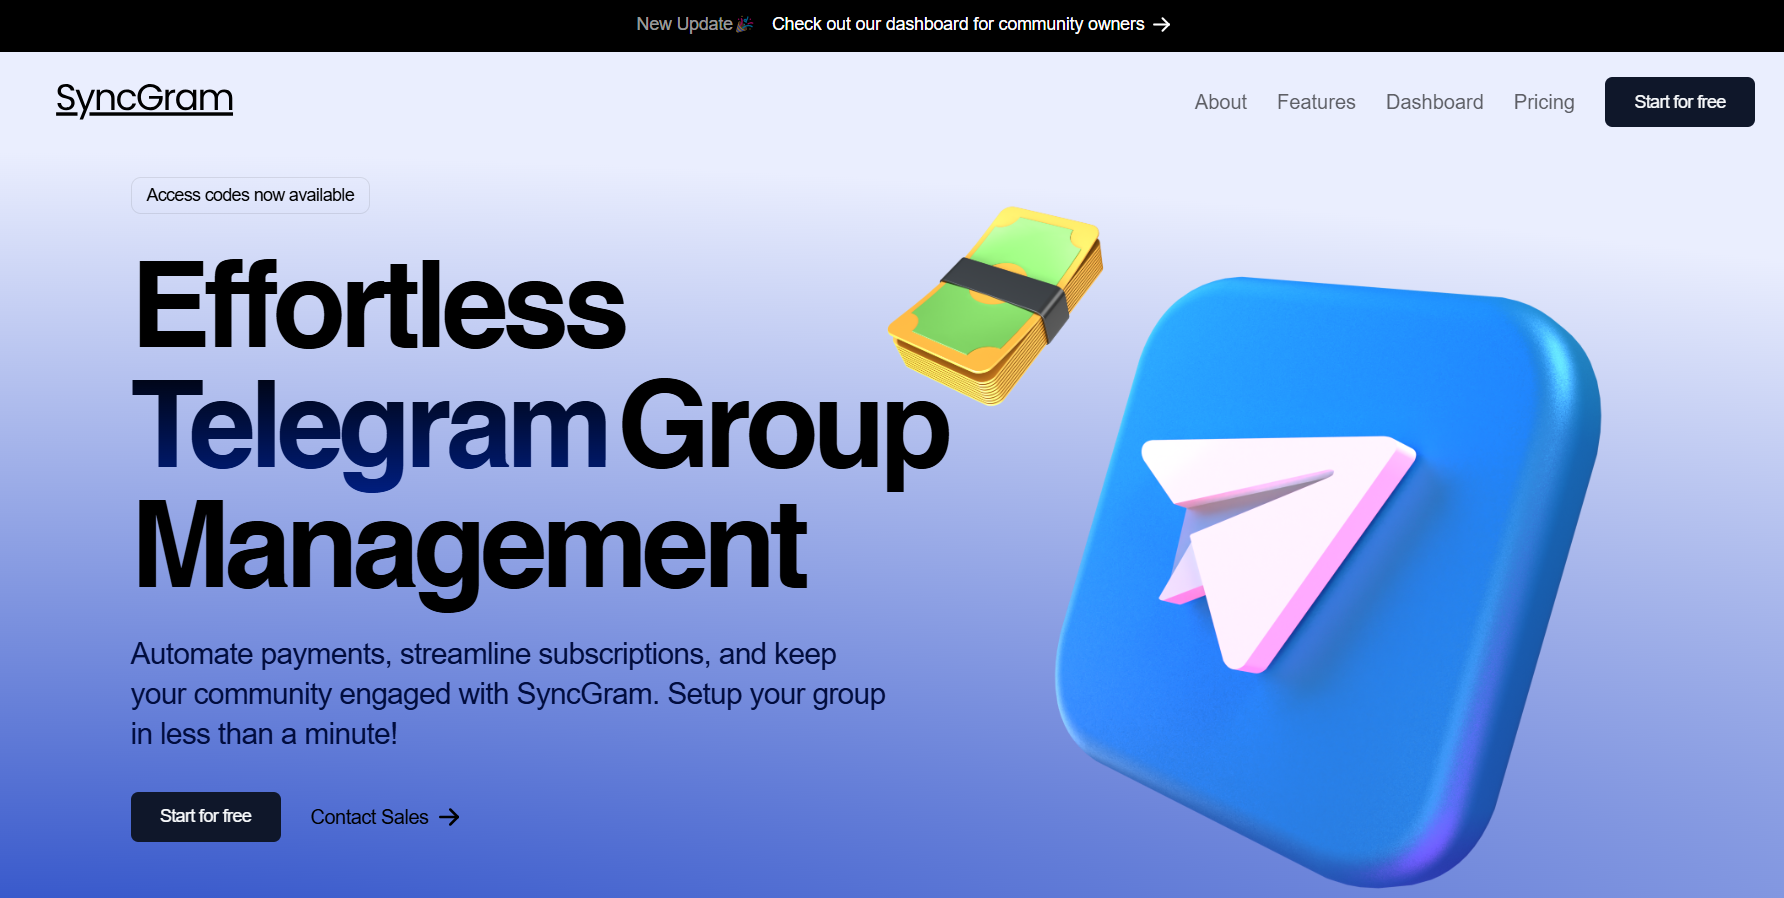 New Update🎉 Check out our dashboard for community owners →
SyncGram
About Features Dashboard Pricing Start for free
Access codes now available
Effortless
Telegram Group
Management
Automate payments, streamline subscriptions, and keep
your community engaged with SyncGram. Setup your group
in less than a minute!
Start for free Contact Sales →